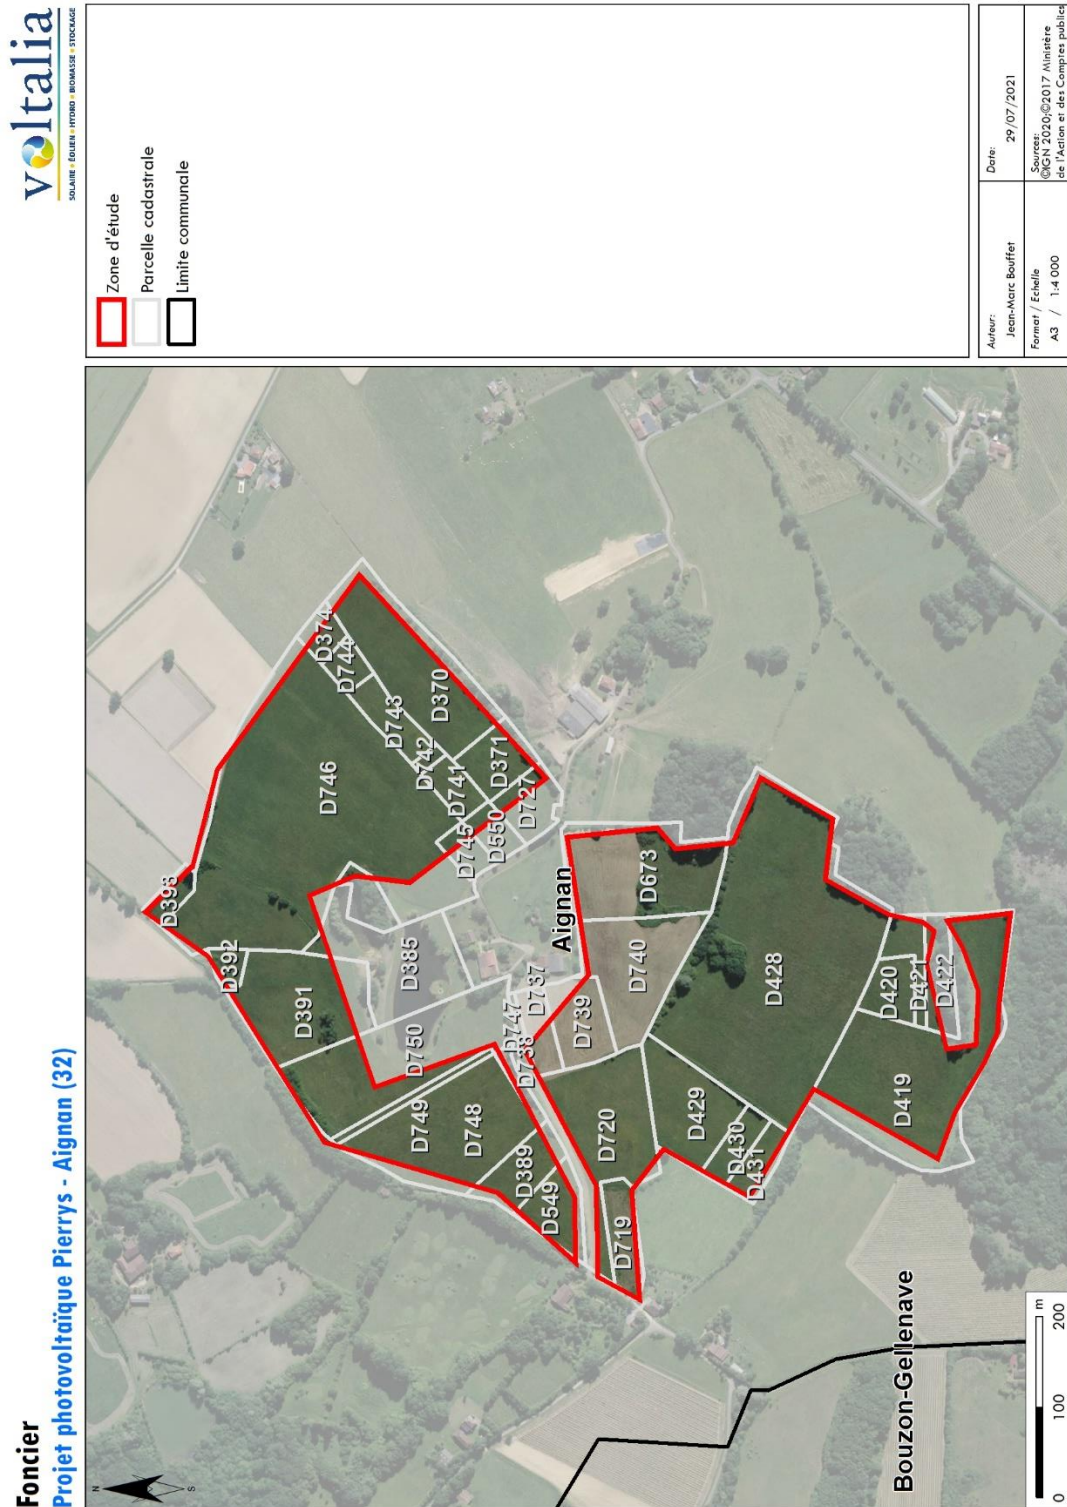 Foncier
Projet photovoltaïque Pierrys - Aignan (32)
voltalia
SOLAIRE • ÉOLIEN • HYDRO • BIOMASSE • STOCKAGE
N
S
D393
D392
D391
D746
D374
D744
D743
D742
D741
D370
D371
D745
D550
D727
D385
D750
D749
D748
D389
D549
D747
D737
D738
D739
D740
D673
Aignan
D720
D719
D429
D430
D431
D428
D420
D421
D422
D419
Bouzon-Gellenave
0 100 200
m
Zone d'étude
Parcelle cadastrale
Limite communale
Auteur:
Jean-Marc Bouffet
Date:
29/07/2021
Format / Echelle
A3 / 1:4 000
Sources:
©IGN 2020;©2017 Ministère
de l'Action et des Comptes publics